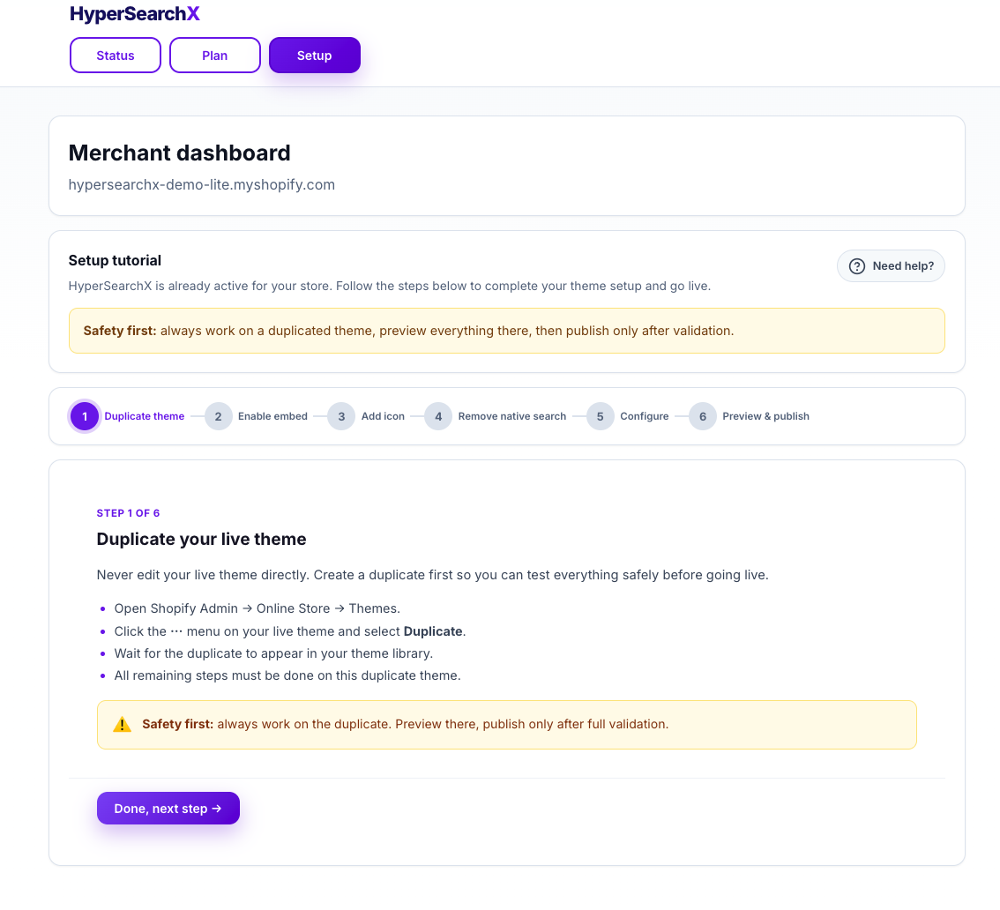 HyperSearchX
Status
Plan
Setup
Merchant dashboard
hypersearchx-demo-lite.myshopify.com
Setup tutorial
Need help?
HyperSearchX is already active for your store. Follow the steps below to complete your theme setup and go live.
Safety first: always work on a duplicated theme, preview everything there, then publish only after validation.
1 Duplicate theme
2 Enable embed
3 Add icon
4 Remove native search
5 Configure
6 Preview & publish
STEP 1 OF 6
Duplicate your live theme
Never edit your live theme directly. Create a duplicate first so you can test everything safely before going live.
• Open Shopify Admin → Online Store → Themes.
• Click the ··· menu on your live theme and select Duplicate.
• Wait for the duplicate to appear in your theme library.
• All remaining steps must be done on this duplicate theme.
Safety first: always work on the duplicate. Preview there, publish only after full validation.
Done, next step →